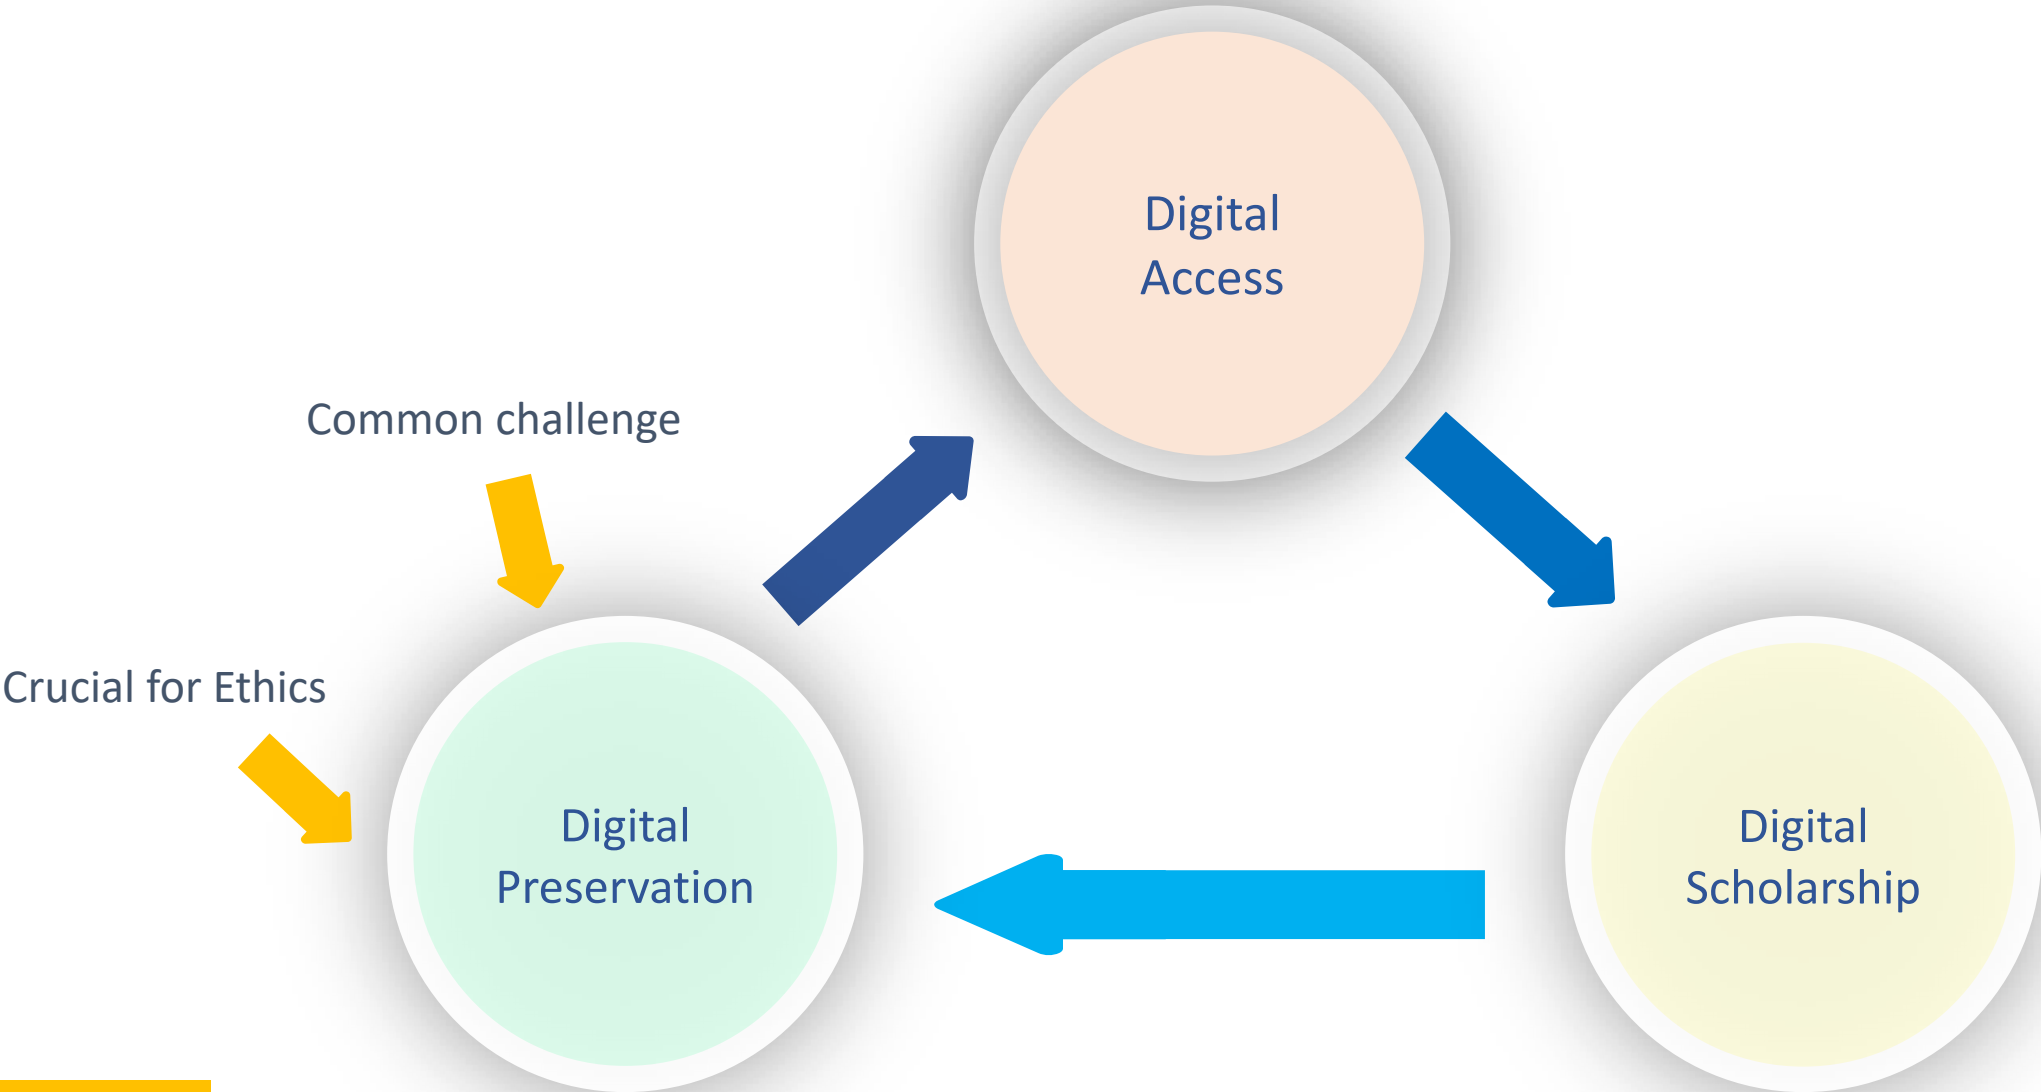 Digital
Access
Common challenge
Crucial for Ethics
Digital
Preservation
Digital
Scholarship